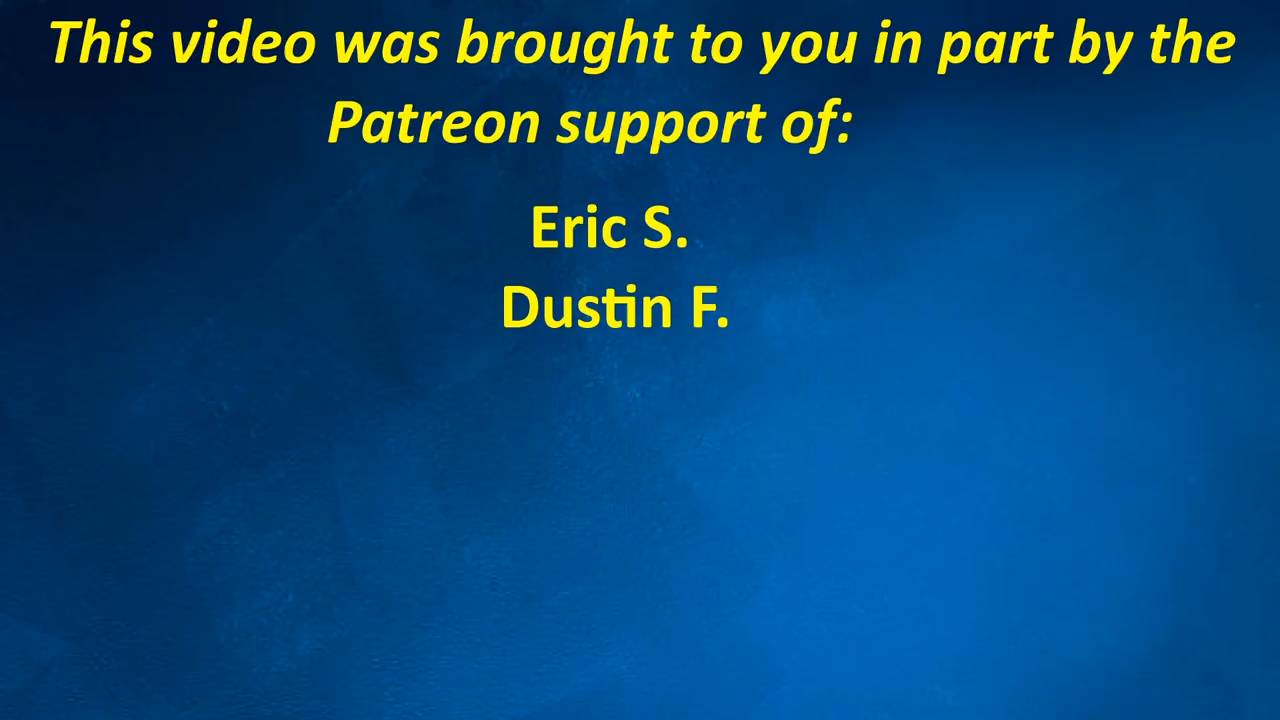 This video was brought to you in part by the
Patreon support of:
Eric S.
Dustin F.